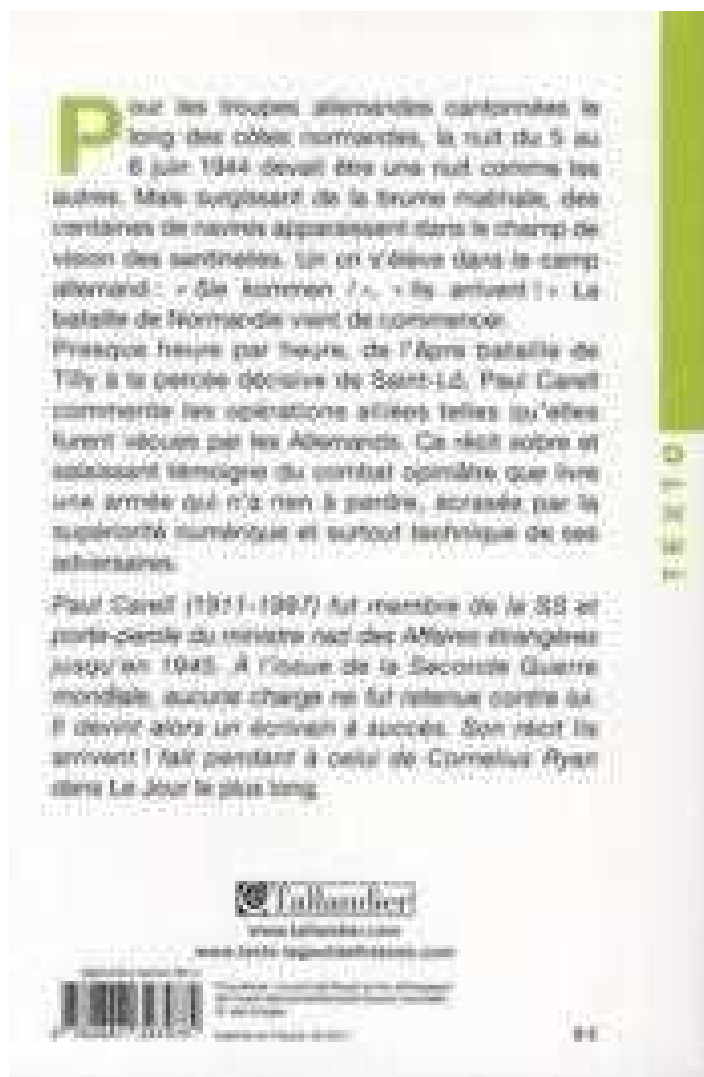 Pour les troupes allemandes cantonnées le
long des côtes normandes, la nuit du 5 au
6 juin 1944 devait être une nuit comme les
autres. Mais surgissant de la brume matinale, des
centaines de navires apparaissent dans le champ de
vision des sentinelles. Un cri s'élève dans le camp
allemand : « Sie kommen ! », « Ils arrivent ! » La
bataille de Normandie vient de commencer.
Presque heure par heure, de l'âpre bataille de
Tilly à la percée décisive de Saint-Lô, Paul Carell
commente les opérations alliées telles qu'elles
furent vécues par les Allemands. Ce récit sobre et
saisissant témoigne du combat opiniâtre que livre
une armée qui n'a rien à perdre, écrasée par la
supériorité numérique et surtout technique de ses
adversaires.
Paul Carell (1911-1997) fut membre de la SS et
porte-parole du ministre nazi des Affaires étrangères
jusqu'en 1945. À l'issue de la Seconde Guerre
mondiale, aucune charge ne fut retenue contre lui.
Il devint alors un écrivain à succès. Son récit Ils
arrivent ! fait pendant à celui de Cornelius Ryan
dans Le Jour le plus long.
TEXTO
Tallandier
www.tallandier.com